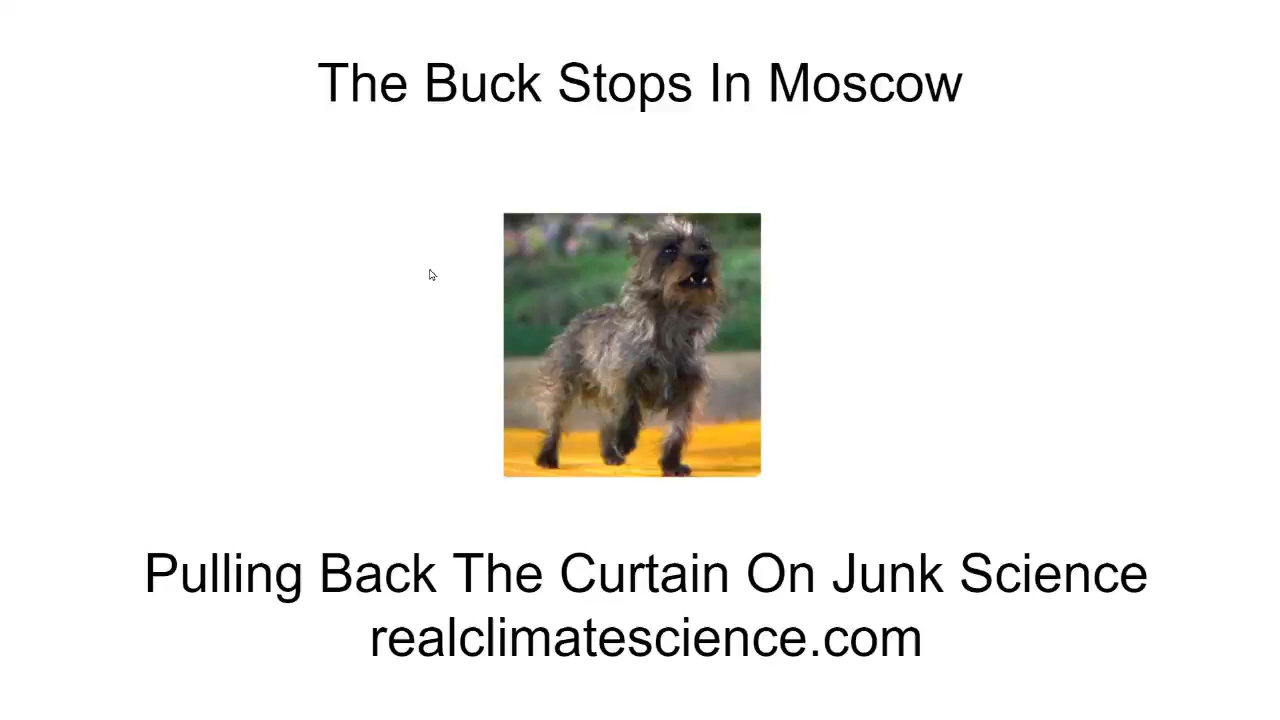 The Buck Stops In Moscow
Pulling Back The Curtain On Junk Science
realclimatescience.com